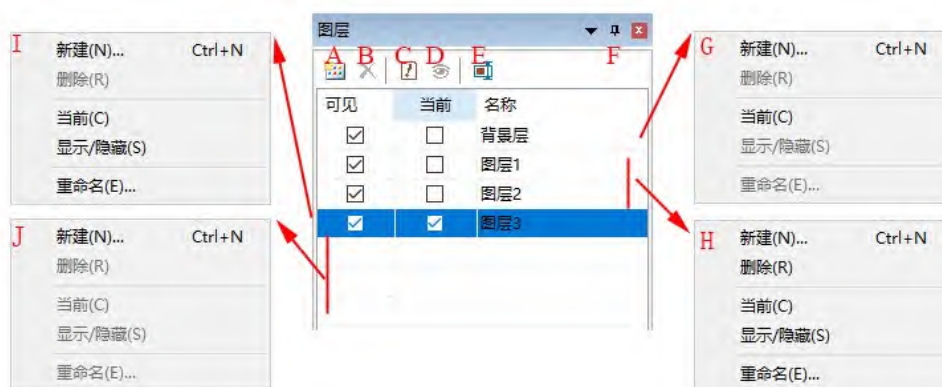 图层
A B C D E F
可见 当前 名称
背景层
图层1
图层2
图层3
I
新建(N)... Ctrl+N
删除(R)
当前(C)
显示/隐藏(S)
重命名(E)...
J
新建(N)... Ctrl+N
删除(R)
当前(C)
显示/隐藏(S)
重命名(E)...
G
新建(N)... Ctrl+N
删除(R)
当前(C)
显示/隐藏(S)
重命名(E)...
H
新建(N)... Ctrl+N
删除(R)
当前(C)
显示/隐藏(S)
重命名(E)...